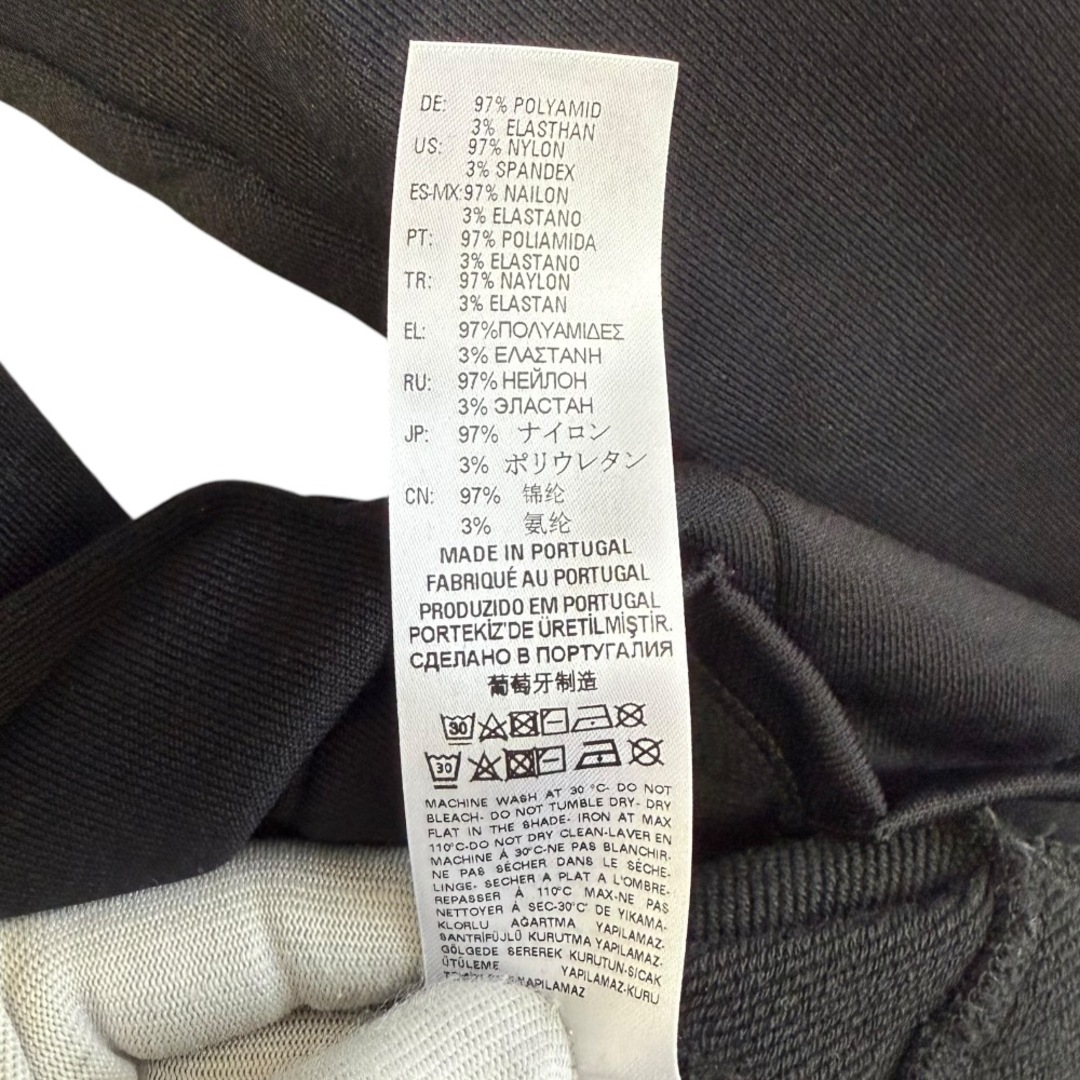 DE: 97% POLYAMID
3% ELASTHAN
US: 97% NYLON
3% SPANDEX
ES-MX: 97% NAILON
3% ELASTANO
PT: 97% POLIAMIDA
3% ELASTANO
TR: 97% NAYLON
3% ELASTAN
EL: 97%ΠΟΛΥΑΜΙΔΕΣ
3% ΕΛΑΣΤΑΝΗ
RU: 97% НЕЙЛОН
3% ЭЛАСТАН
JP: 97% ナイロン
3% ポリウレタン
CN: 97% 锦纶
3% 氨纶
MADE IN PORTUGAL
FABRIQUÉ AU PORTUGAL
PRODUZIDO EM PORTUGAL
PORTEKİZ'DE ÜRETİLMİŞTİR.
СДЕЛАНО В ПОРТУГАЛИЯ
葡萄牙制造
30
30
MACHINE WASH AT 30 °C- DO NOT
BLEACH- DO NOT TUMBLE DRY- DRY
FLAT IN THE SHADE- IRON AT MAX
110°C-DO NOT DRY CLEAN-LAVER EN
MACHINE Á 30°C-NE PAS BLANCHIR-
NE PAS SÉCHER DANS LE SÈCHE-
LINGE- SECHER A PLAT A L'OMBRE-
REPASSER Á 110°C MAX-NE PAS
NETTOYER Á SEC-30°C' DE YIKAMA-
KLORLU AĞARTMA YAPILAMAZ-
SANTRİFÜJLÜ KURUTMA YAPILAMAZ-
GÖLGEDE SEREREK KURUTUN-SICAK
ÜTÜLEME YAPILAMAZ-KURU
YAPILAMAZ